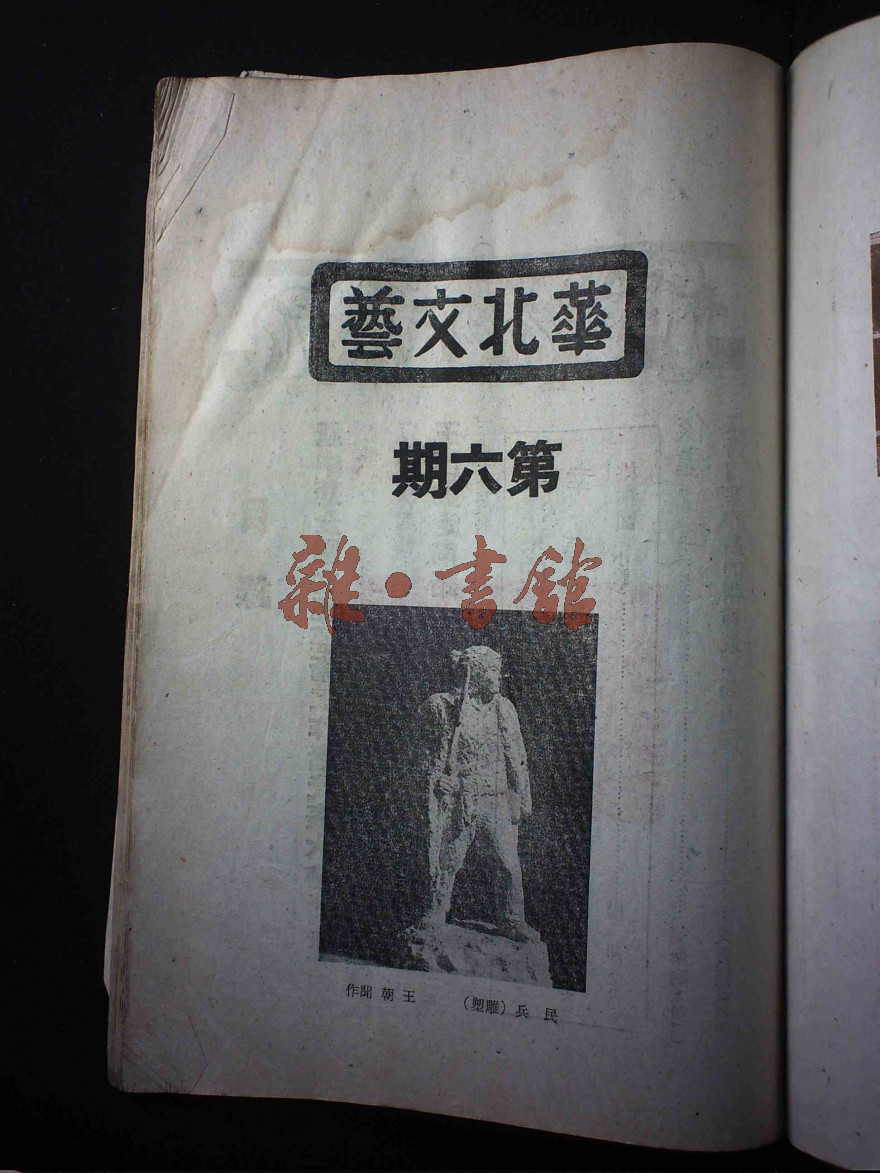 華北文藝
第六期
雜·書館
民兵（雕塑） 王朝聞作